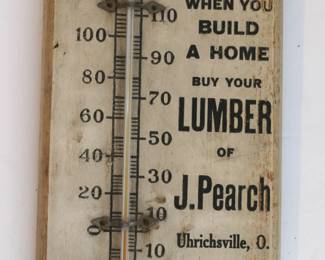 WHEN YOU
BUILD
A HOME
BUY YOUR
LUMBER
OF
J. Pearch
Uhrichsville, O.
110
100
90
80
70
60
50
40
30
20
10
0
10